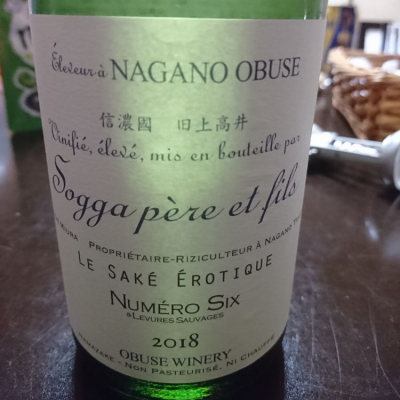 Éleveur à NAGANO OBUSE
信濃國 旧上高井
Vinifié, élevé, mis en bouteille par
Sogga père et fils
PROPRIÉTAIRE-RIZICULTEUR À NAGANO
LE SAKÉ ÉROTIQUE
NUMÉRO SIX
LEVURES SAUVAGES
2018
OBUSE WINERY
NAMAZAKE - NON PASTEURISÉ, NI CHAUFFÉ